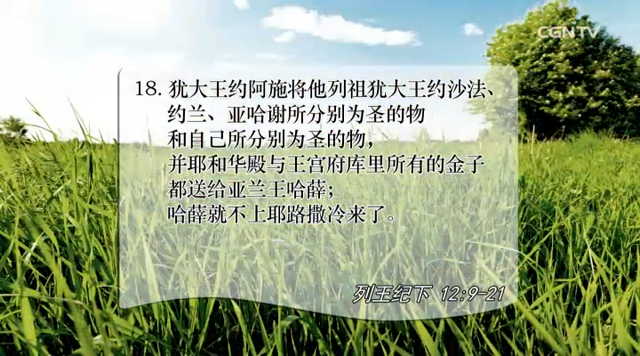 CGNTV
18. 犹大王约阿施将他列祖犹大王约沙法、
约兰、亚哈谢所分别为圣的物
和自己所分别为圣的物，
并耶和华殿与王宫府库里所有的金子
都送给亚兰王哈薛；
哈薛就不上耶路撒冷来了。
列王纪下 12:9-21